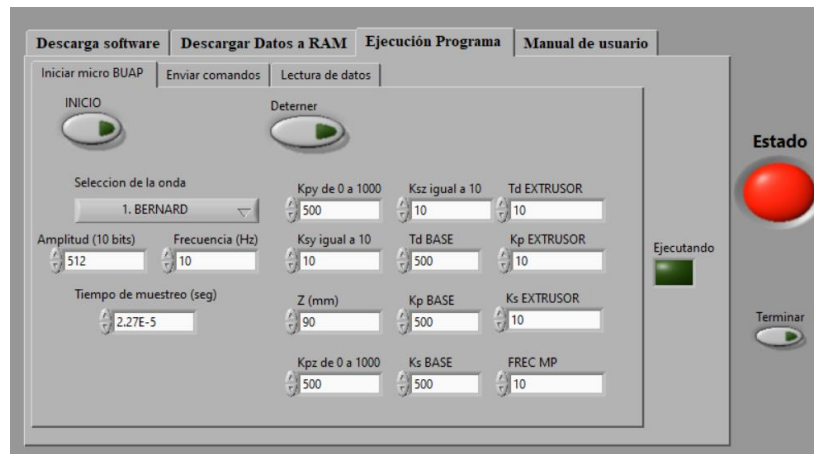 Descarga software
Descargar Datos a RAM
Ejecución Programa
Manual de usuario
Iniciar micro BUAP
Enviar comandos
Lectura de datos
INICIO
Deterner
Estado
Seleccion de la onda
1. BERNARD
Kpy de 0 a 1000
500
Ksz igual a 10
10
Td EXTRUSOR
10
Amplitud (10 bits)
512
Frecuencia (Hz)
10
Ksy igual a 10
10
Td BASE
500
Kp EXTRUSOR
10
Ejecutando
Tiempo de muestreo (seg)
2.27E-5
Z (mm)
90
Kp BASE
500
Ks EXTRUSOR
10
Terminar
Kpz de 0 a 1000
500
Ks BASE
500
FREC MP
10